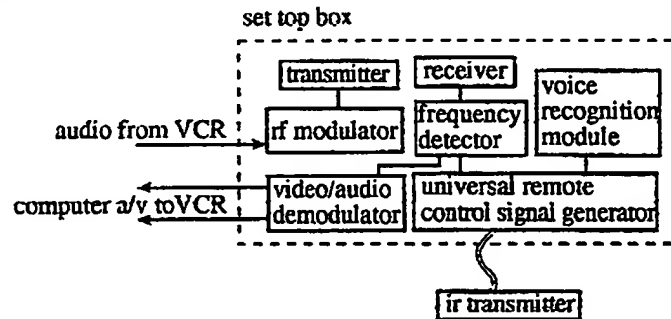 set top box
transmitter
receiver
voice
recognition
module
audio from VCR
rf modulator
frequency
detector
computer a/v toVCR
video/audio
demodulator
universal remote
control signal generator
ir transmitter